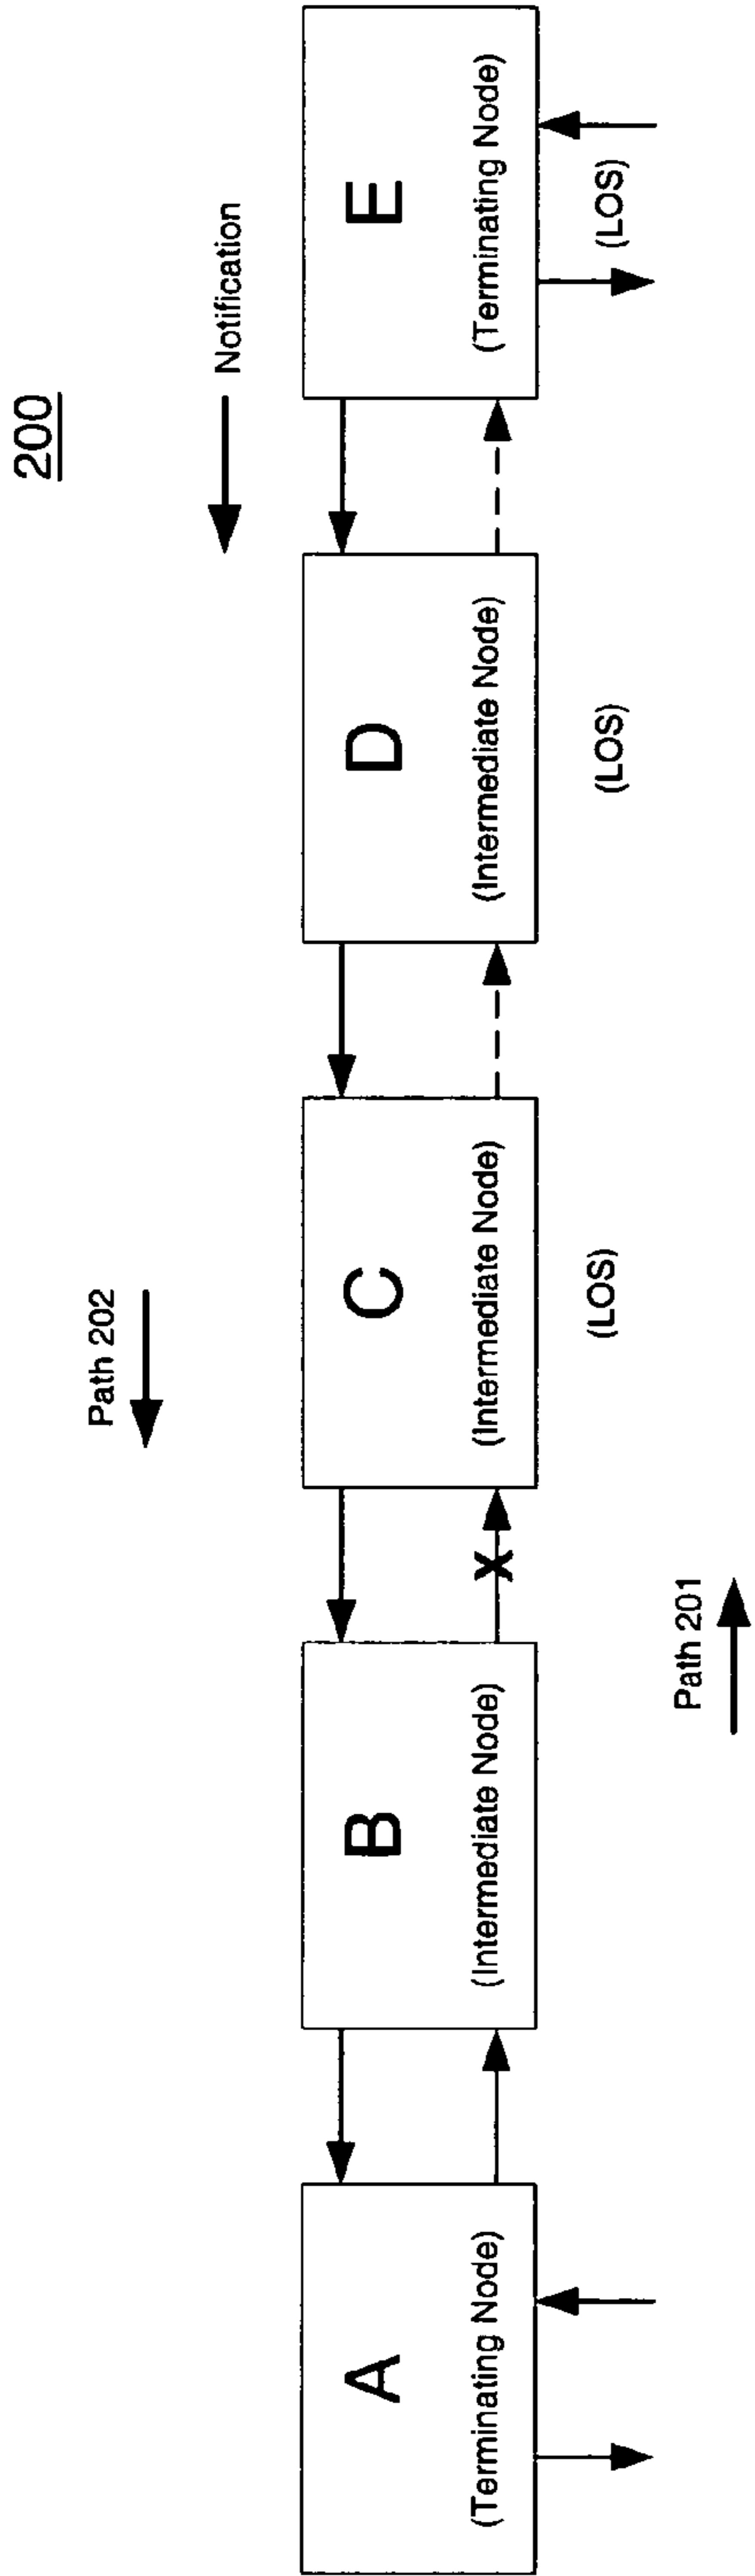 200
Notification
Path 202
A
(Terminating Node)
B
(Intermediate Node)
C
(Intermediate Node)
D
(Intermediate Node)
E
(Terminating Node)
X
(LOS)
(LOS)
(LOS)
Path 201